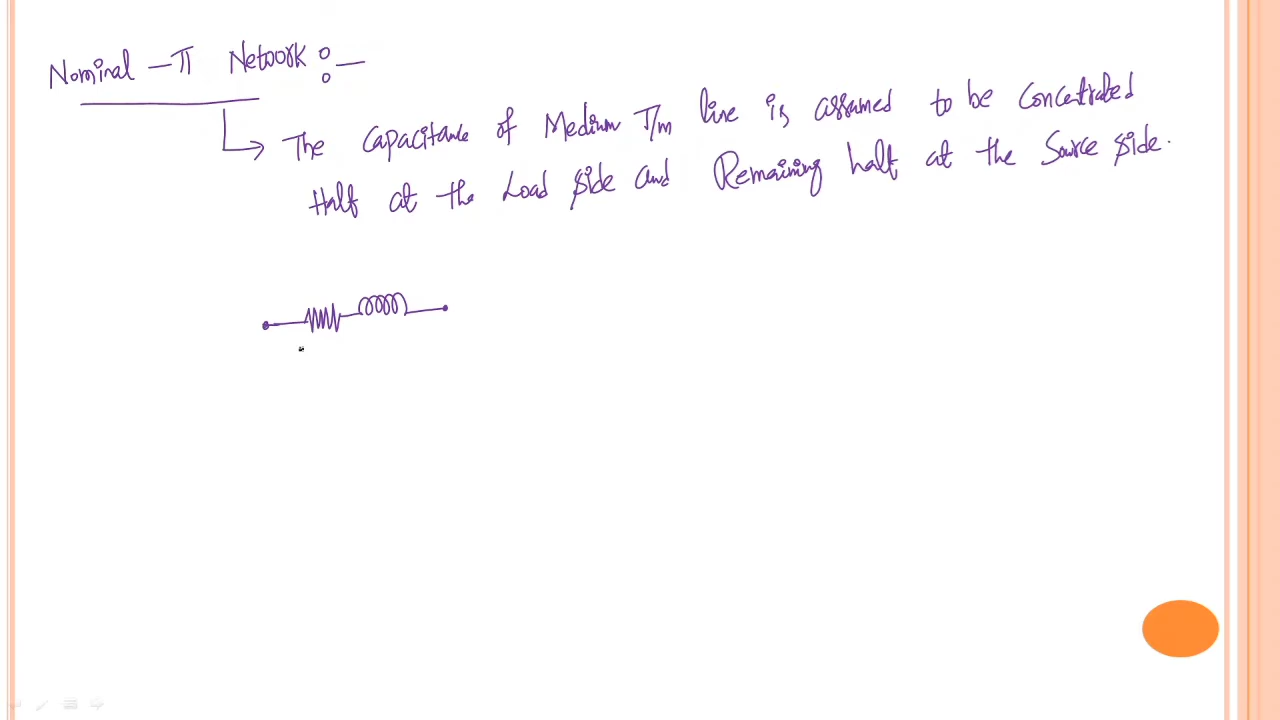 Nominal - π Network :-
The Capacitance of Medium T/m line is assumed to be Concentrated
Half at the Load side and Remaining half at the Source side.